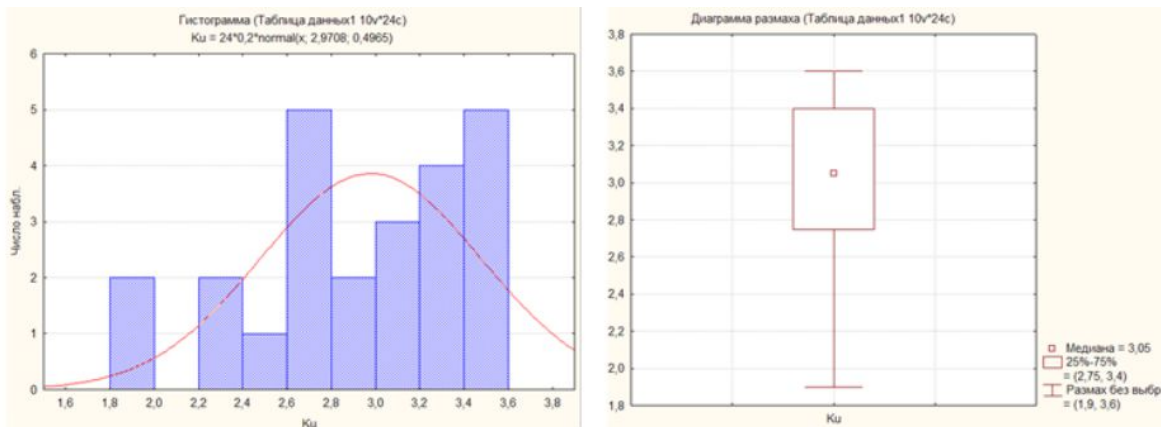 Гистограмма (Таблица данных1 10v*24c)
Ku = 24*0,2*normal(x; 2,9708; 0,4965)
6
5
4
3
2
1
0
Число набл.
1,6 1,8 2,0 2,2 2,4 2,6 2,8 3,0 3,2 3,4 3,6 3,8
Ku
Диаграмма размаха (Таблица данных1 10v*24c)
3,8
3,6
3,4
3,2
3,0
2,8
2,6
2,4
2,2
2,0
1,8
Ku
Медиана = 3,05
25%-75%
= (2,75, 3,4)
Размах без выбр
= (1,9, 3,6)